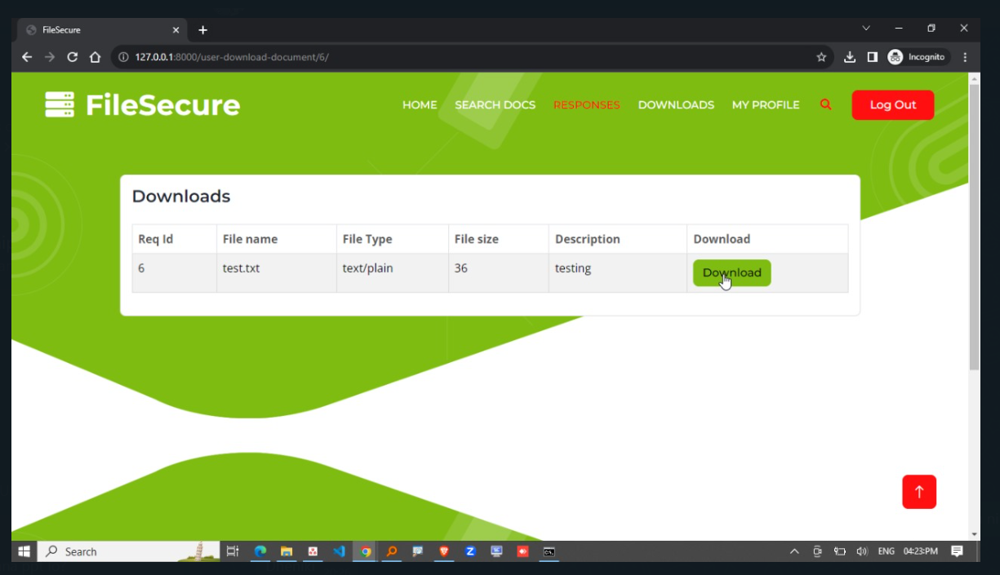 FileSecure
127.0.0.1:8000/user-download-document/6/
Incognito
FileSecure
HOME SEARCH DOCS RESPONSES DOWNLOADS MY PROFILE Log Out
Downloads
Req Id File name File Type File size Description Download
6 test.txt text/plain 36 testing Download
Search
ENG 04:23:PM